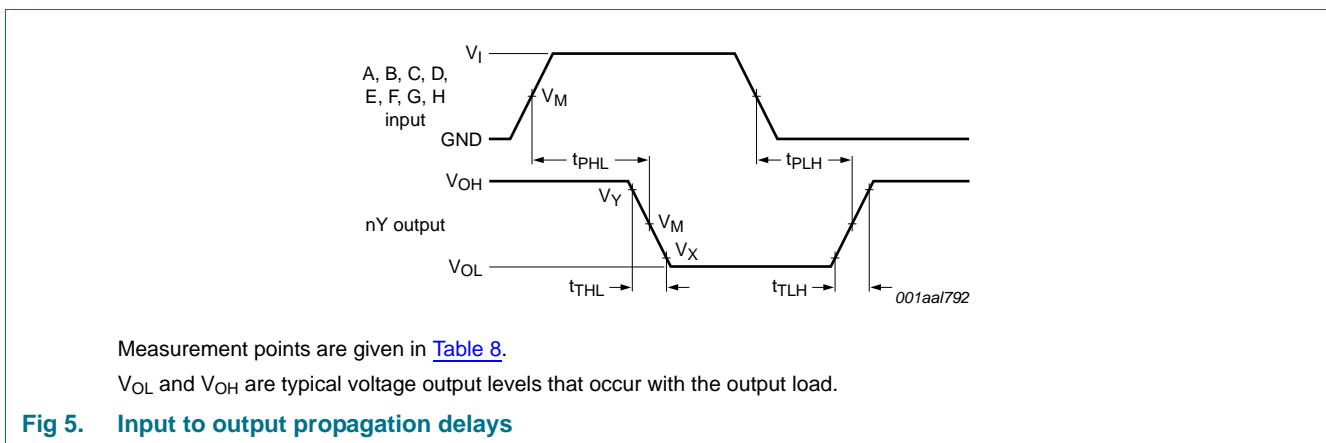 V_I
A, B, C, D,
E, F, G, H
input
V_M
GND
t_PHL
t_PLH
V_OH
V_Y
nY output
V_M
V_X
V_OL
t_THL
t_TLH
001aal792
Measurement points are given in Table 8.
V_OL and V_OH are typical voltage output levels that occur with the output load.
Fig 5. Input to output propagation delays